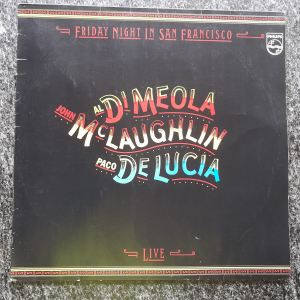 FRIDAY NIGHT IN SAN FRANCISCO
PHILIPS
AL DI MEOLA
JOHN McLAUGHLIN
PACO DE LUCIA
LIVE